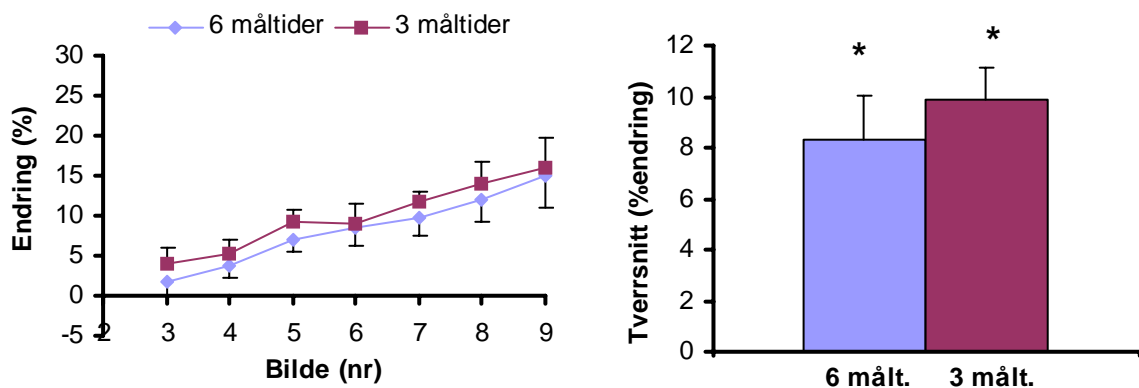 6 måltider 3 måltider
30
25
20
15
10
5
0
-5
Endring (%)
2 3 4 5 6 7 8 9
Bilde (nr)
12
10
8
6
4
2
0
Tverrsnitt (%endring)
* *
6 målt. 3 målt.